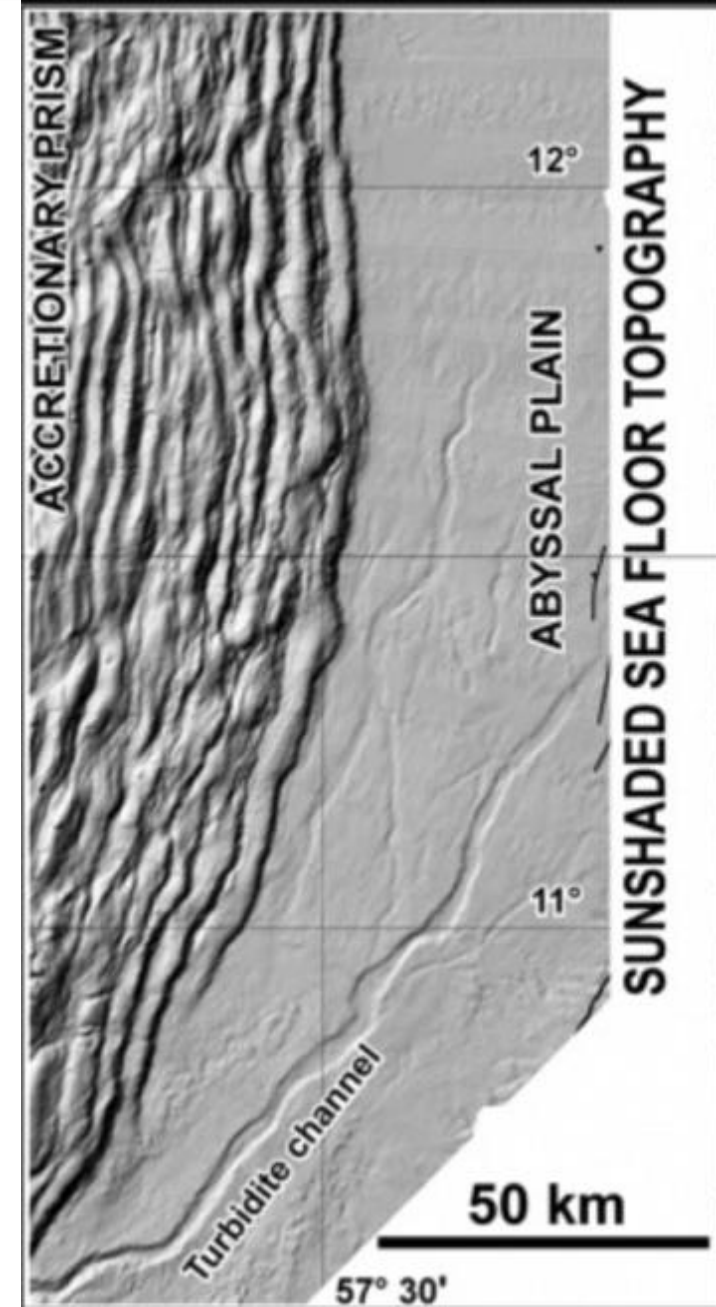 ACCRETIONARY PRISM
12°
ABYSSAL PLAIN
SUNSHADED SEA FLOOR TOPOGRAPHY
11°
Turbidite channel
50 km
57° 30'